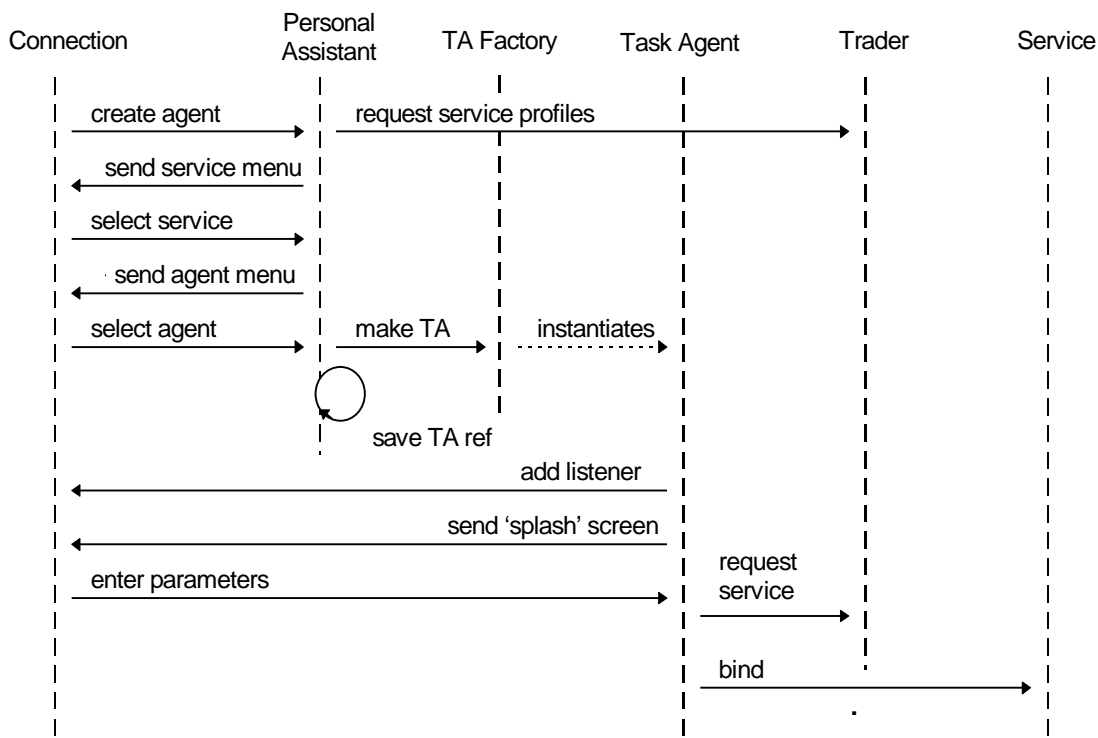 Connection
Personal
Assistant
TA Factory
Task Agent
Trader
Service
create agent
request service profiles
send service menu
select service
send agent menu
select agent
make TA
instantiates
save TA ref
add listener
send ‘splash’ screen
enter parameters
request
service
bind